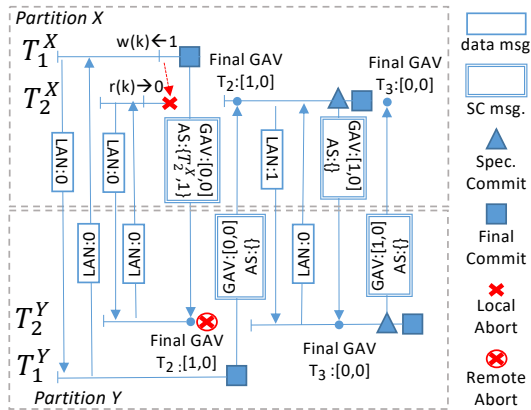 Partition X
T₁ˣ
w(k)←1
T₂ˣ
r(k)→0
Final GAV
T₂:[1,0]
Final GAV
T₃:[0,0]
LAN:0
LAN:0
LAN:0
LAN:0
GAV:[0,0]
AS:{T₂ˣ,1}
GAV:[0,0]
AS:{}
LAN:1
LAN:0
GAV:[1,0]
AS:{}
GAV:[1,0]
AS:{}
T₂ʸ
T₁ʸ
Final GAV
T₂:[1,0]
Final GAV
T₃:[0,0]
Partition Y
data msg
SC msg.
Spec.
Commit
Final
Commit
Local
Abort
Remote
Abort